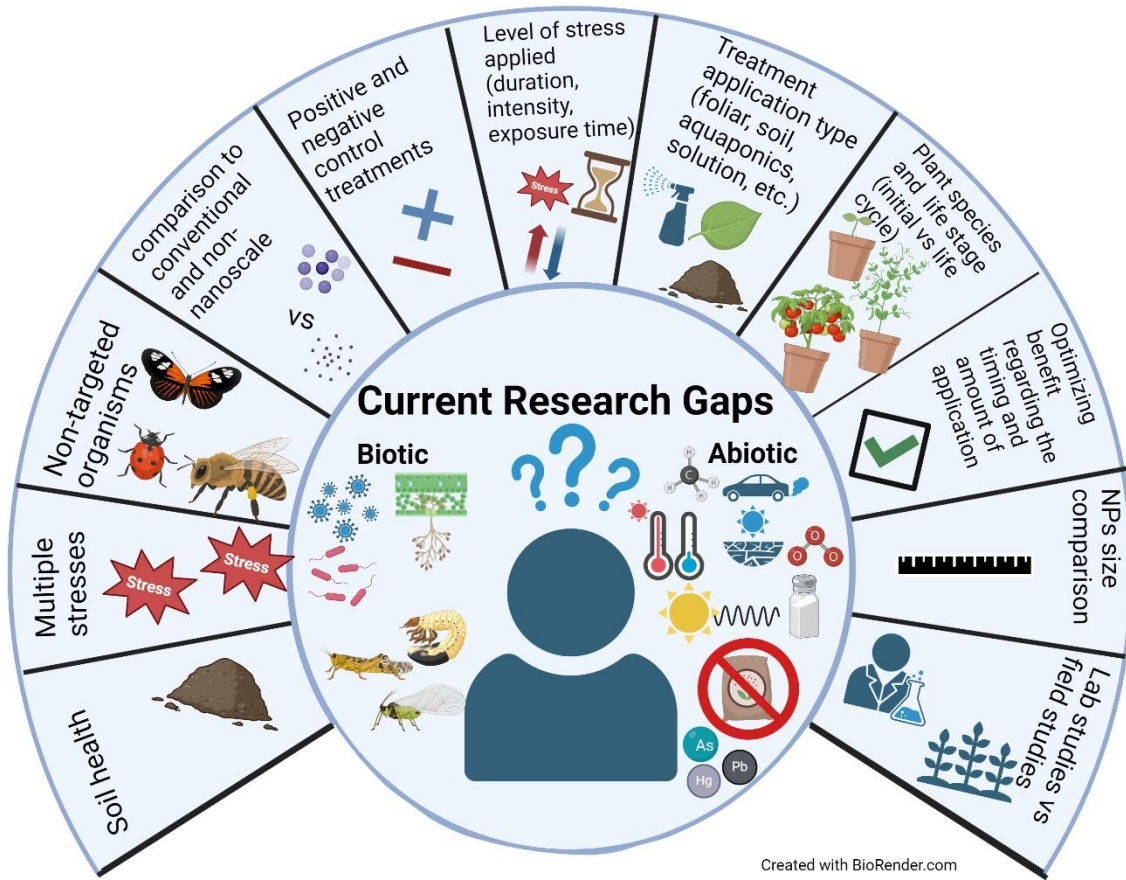 Soil health
Multiple
stresses
Stress
Stress
Non-targeted
organisms
comparison to
conventional
and non-
nanoscale
vs
Positive and
negative
control
treatments
Level of stress
applied
(duration,
intensity,
exposure time)
Stress
Treatment
application type
(foliar, soil,
aquaponics,
solution, etc.)
Plant species
and life stage
(initial vs life
cycle)
Optimizing
benefit
regarding the
timing and
amount of
application
NPs size
comparison
Lab studies vs
field studies
Current Research Gaps
Biotic
Abiotic
H
C
H
H
H
O
O
O
As
Hg
Pb
Created with BioRender.com